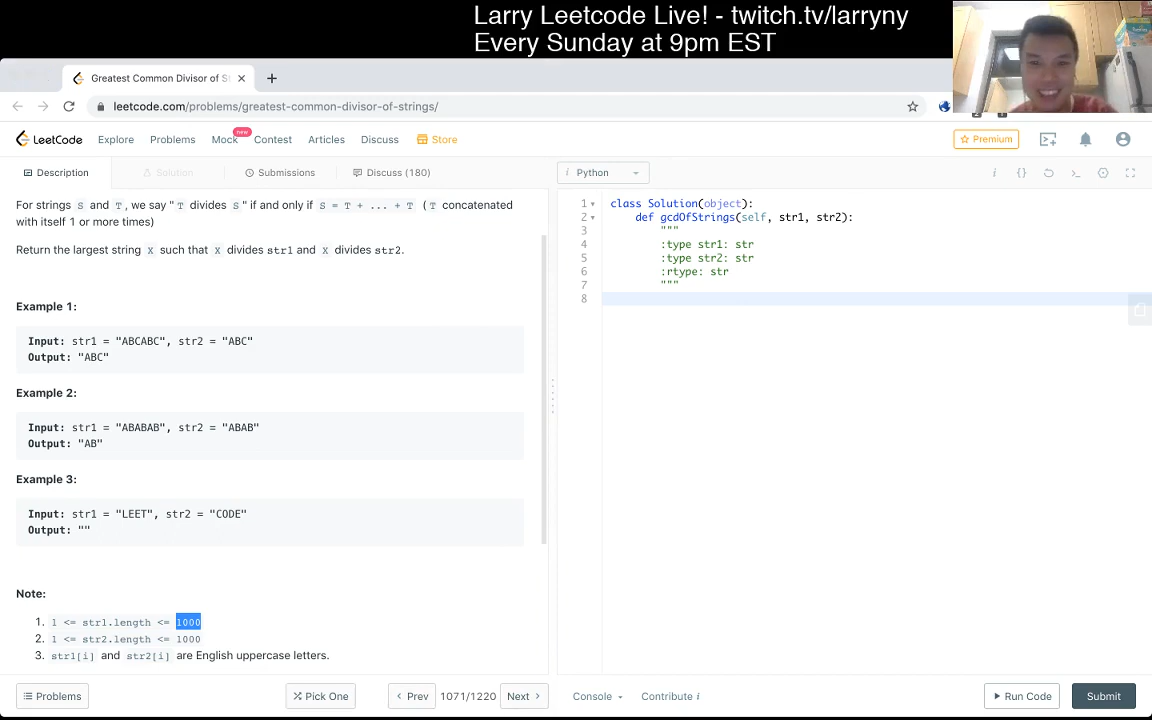 Larry Leetcode Live! - twitch.tv/larryny
Every Sunday at 9pm EST
Greatest Common Divisor of S
leetcode.com/problems/greatest-common-divisor-of-strings/
LeetCode Explore Problems Mock new Contest Articles Discuss Store Premium
Description Solution Submissions Discuss (180) i Python
For strings S and T, we say "T divides S" if and only if S = T + ... + T (T concatenated
with itself 1 or more times)
Return the largest string X such that X divides str1 and X divides str2.
Example 1:
Input: str1 = "ABCABC", str2 = "ABC"
Output: "ABC"
Example 2:
Input: str1 = "ABABAB", str2 = "ABAB"
Output: "AB"
Example 3:
Input: str1 = "LEET", str2 = "CODE"
Output: ""
Note:
1. 1 <= str1.length <= 1000
2. 1 <= str2.length <= 1000
3. str1[i] and str2[i] are English uppercase letters.
1 class Solution(object):
2 def gcdOfStrings(self, str1, str2):
3 """
4 :type str1: str
5 :type str2: str
6 :rtype: str
7 """
8
Problems Pick One Prev 1071/1220 Next Console Contribute i Run Code Submit